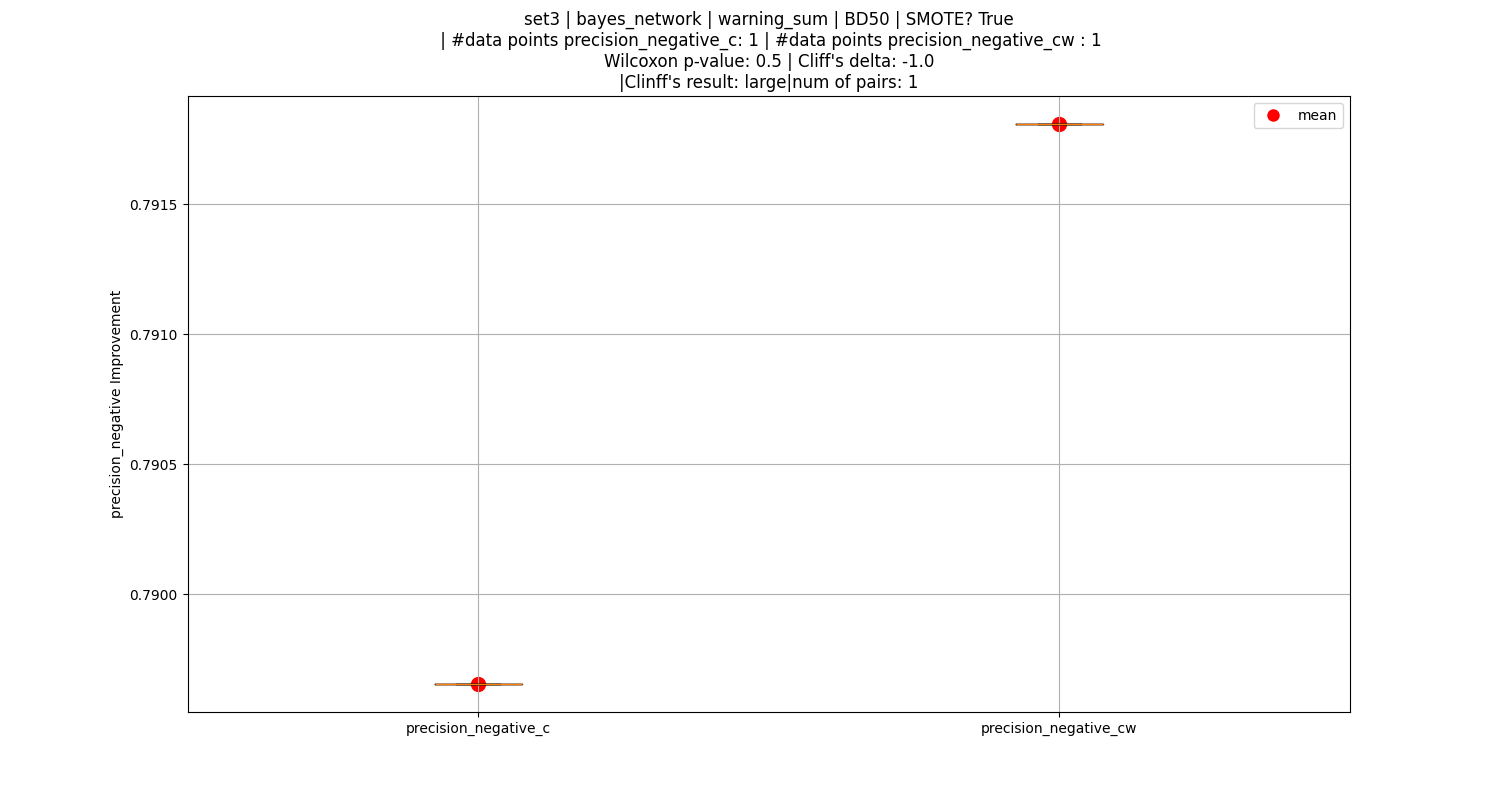 set3 | bayes_network | warning_sum | BD50 | SMOTE? True
| #data points precision_negative_c: 1 | #data points precision_negative_cw : 1
Wilcoxon p-value: 0.5 | Cliff's delta: -1.0
|Clinff's result: large|num of pairs: 1
mean
0.7915
0.7910
0.7905
0.7900
precision_negative Improvement
precision_negative_c
precision_negative_cw